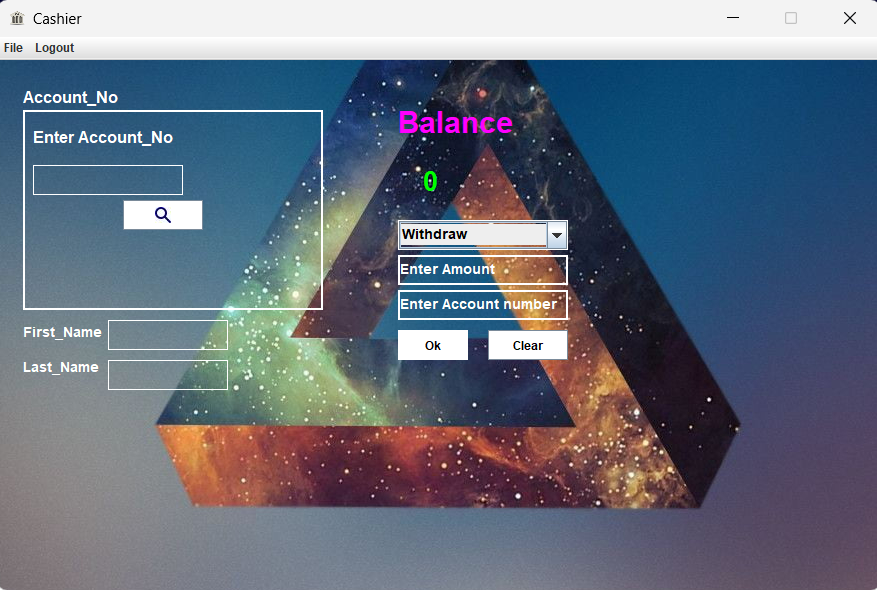 Cashier
File Logout
Account_No
Enter Account_No
First_Name
Last_Name
Balance
0
Withdraw
Enter Amount
Enter Account number
Ok Clear